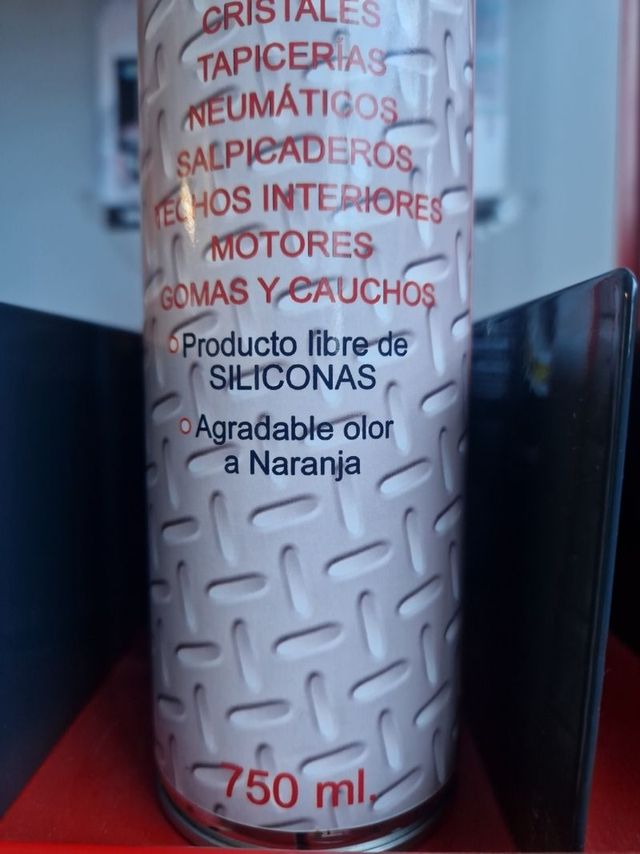 CRISTALES
TAPICERÍAS
NEUMÁTICOS
SALPICADEROS
TECHOS INTERIORES
MOTORES
GOMAS Y CAUCHOS
Producto libre de
SILICONAS
Agradable olor
a Naranja
750 ml.